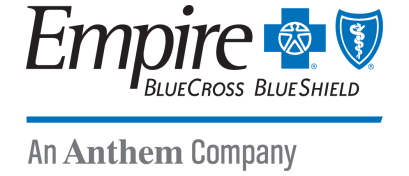 Empire
BLUECROSS BLUESHIELD
An Anthem Company